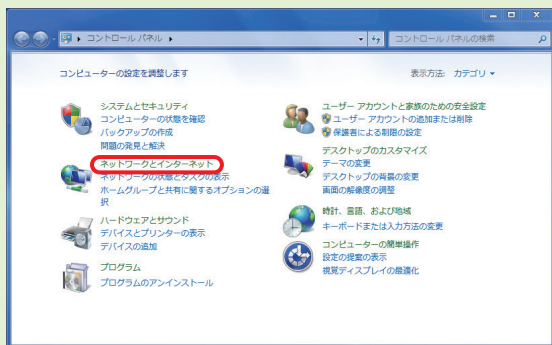 コントロール パネル
コントロール パネルの検索
コンピューターの設定を調整します
表示方法: カテゴリ
システムとセキュリティ
コンピューターの状態を確認
バックアップの作成
問題の発見と解決
ネットワークとインターネット
ネットワークの状態とタスクの表示
ホームグループと共有に関するオプションの選
択
ハードウェアとサウンド
デバイスとプリンターの表示
デバイスの追加
プログラム
プログラムのアンインストール
ユーザー アカウントと家族のための安全設定
ユーザー アカウントの追加または削除
保護者による制限の設定
デスクトップのカスタマイズ
テーマの変更
デスクトップの背景の変更
画面の解像度の調整
時計、言語、および地域
キーボードまたは入力方法の変更
コンピューターの簡単操作
設定の提案の表示
視覚ディスプレイの最適化